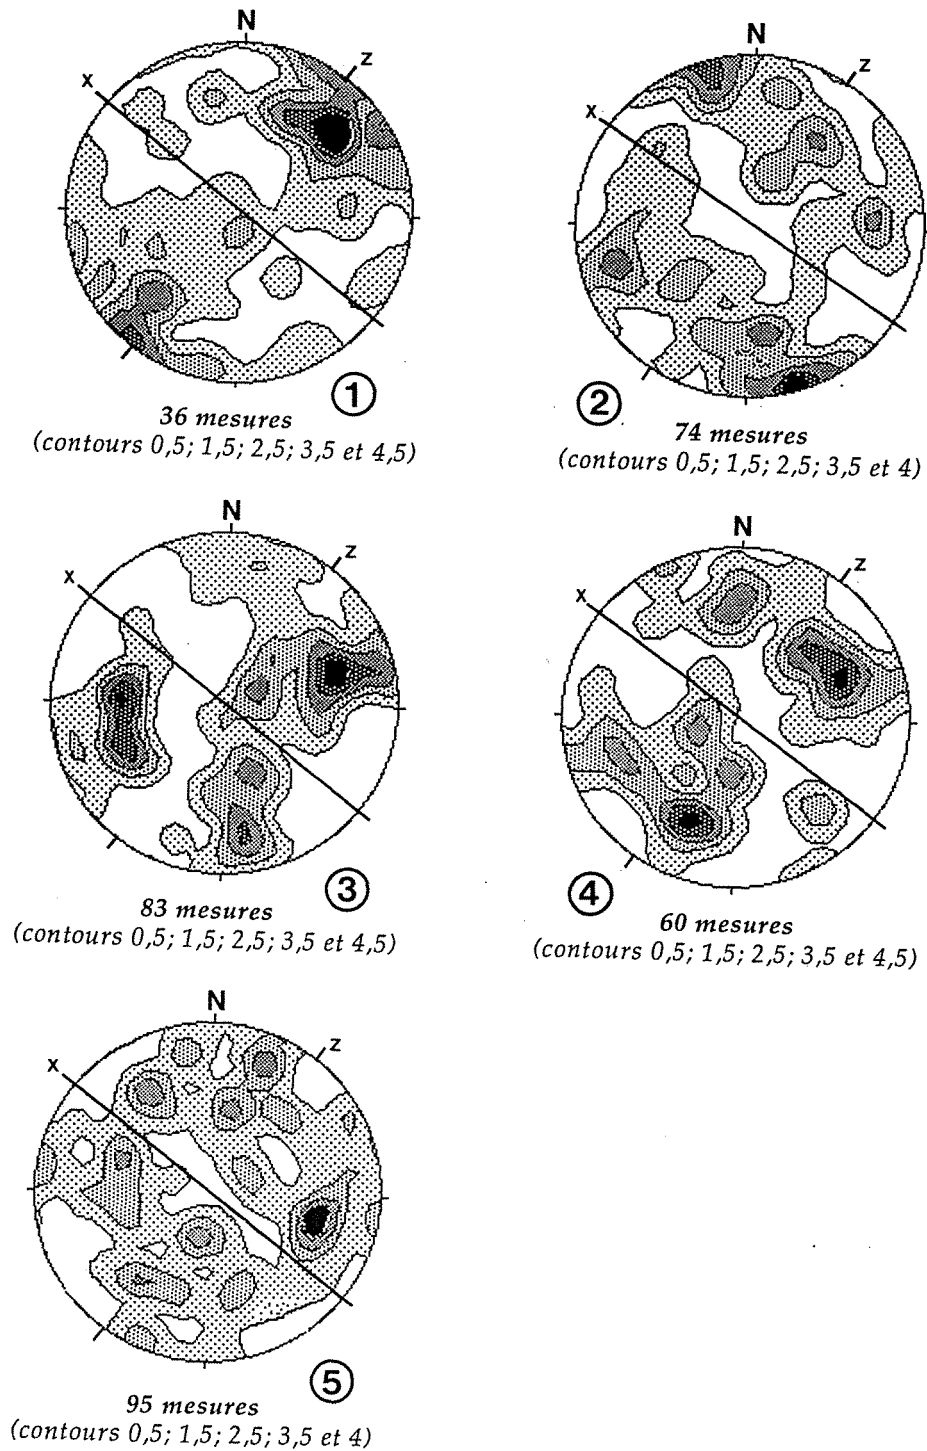 N
z
x
1
36 mesures
(contours 0,5; 1,5; 2,5; 3,5 et 4,5)
N
z
x
2
74 mesures
(contours 0,5; 1,5; 2,5; 3,5 et 4)
N
z
x
3
83 mesures
(contours 0,5; 1,5; 2,5; 3,5 et 4,5)
N
z
x
4
60 mesures
(contours 0,5; 1,5; 2,5; 3,5 et 4,5)
N
z
x
5
95 mesures
(contours 0,5; 1,5; 2,5; 3,5 et 4)